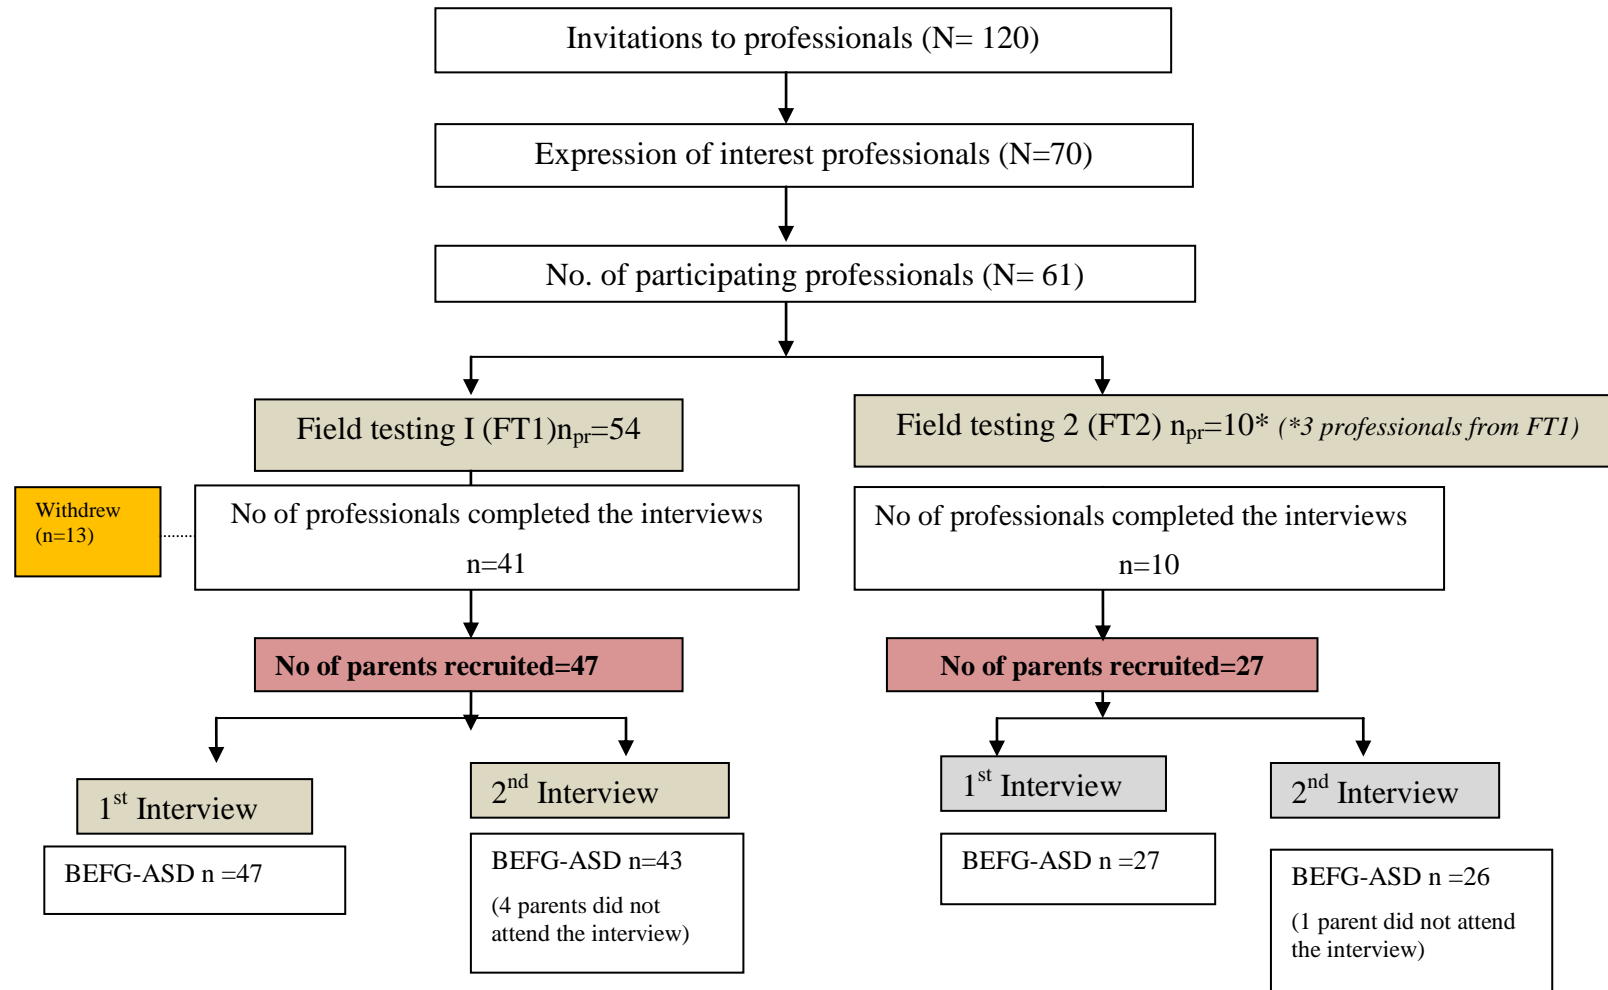 Invitations to professionals (N= 120)
Expression of interest professionals (N=70)
No. of participating professionals (N= 61)
Field testing I (FT1)npr=54
Field testing 2 (FT2) npr=10* (*3 professionals from FT1)
Withdrew
(n=13)
No of professionals completed the interviews
n=41
No of professionals completed the interviews
n=10
No of parents recruited=47
No of parents recruited=27
1st Interview
2nd Interview
1st Interview
2nd Interview
BEFG-ASD n =47
BEFG-ASD n=43
(4 parents did not
attend the interview)
BEFG-ASD n =27
BEFG-ASD n =26
(1 parent did not attend
the interview)